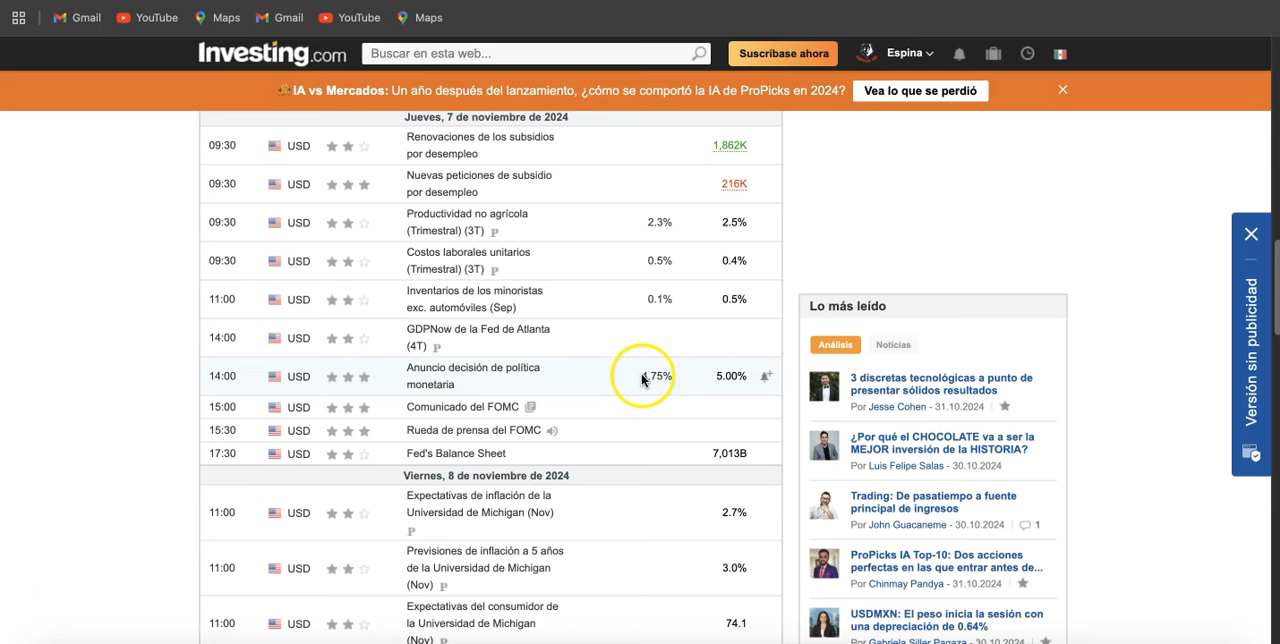 Gmail YouTube Maps Gmail YouTube Maps
Investing.com Buscar en esta web... Suscríbase ahora Espina
IA vs Mercados: Un año después del lanzamiento, ¿cómo se comportó la IA de ProPicks en 2024? Vea lo que se perdió
Jueves, 7 de noviembre de 2024
09:30 USD Renovaciones de los subsidios
por desempleo 1,862K
09:30 USD Nuevas peticiones de subsidio
por desempleo 216K
09:30 USD Productividad no agrícola
(Trimestral) (3T) P 2.3% 2.5%
09:30 USD Costos laborales unitarios
(Trimestral) (3T) P 0.5% 0.4%
11:00 USD Inventarios de los minoristas
exc. automóviles (Sep) 0.1% 0.5%
14:00 USD GDPNow de la Fed de Atlanta
(4T) P
14:00 USD Anuncio decisión de política
monetaria 4.75% 5.00%
15:00 USD Comunicado del FOMC
15:30 USD Rueda de prensa del FOMC
17:30 USD Fed's Balance Sheet 7,013B
Viernes, 8 de noviembre de 2024
11:00 USD Expectativas de inflación de la
Universidad de Michigan (Nov)
P 2.7%
11:00 USD Previsiones de inflación a 5 años
de la Universidad de Michigan
(Nov) P 3.0%
11:00 USD Expectativas del consumidor de
la Universidad de Michigan
(Nov) 74.1
Lo más leído
Análisis Noticias
3 discretas tecnológicas a punto de
presentar sólidos resultados
Por Jesse Cohen - 31.10.2024
¿Por qué el CHOCOLATE va a ser la
MEJOR inversión de la HISTORIA?
Por Luis Felipe Salas - 30.10.2024
Trading: De pasatiempo a fuente
principal de ingresos
Por John Guacaneme - 30.10.2024 1
ProPicks IA Top-10: Dos acciones
perfectas en las que entrar antes de...
Por Chinmay Pandya - 31.10.2024
USDMXN: El peso inicia la sesión con
una depreciación de 0.64%
Por Gabriela Siller Pagaza - 30.10.2024
Versión sin publicidad